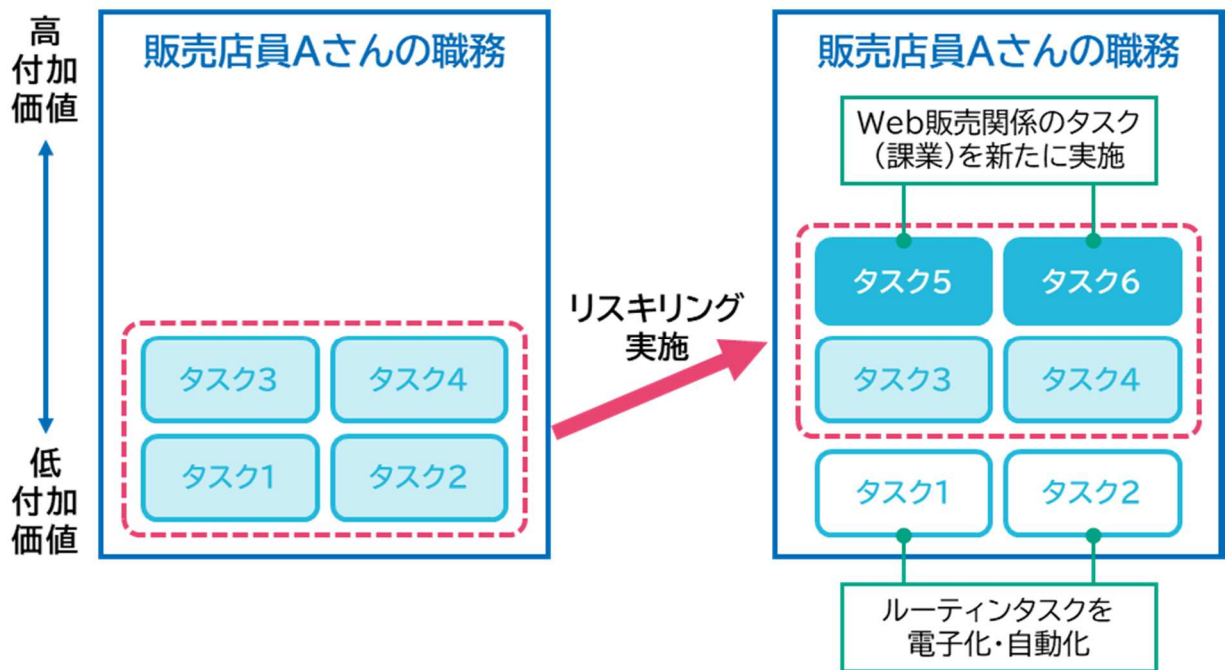 高
付加
価値
低
付加
価値
販売店員Aさんの職務
タスク3
タスク4
タスク1
タスク2
リスキリング
実施
販売店員Aさんの職務
Web販売関係のタスク
(課業)を新たに実施
タスク5
タスク6
タスク3
タスク4
タスク1
タスク2
ルーティンタスクを
電子化・自動化